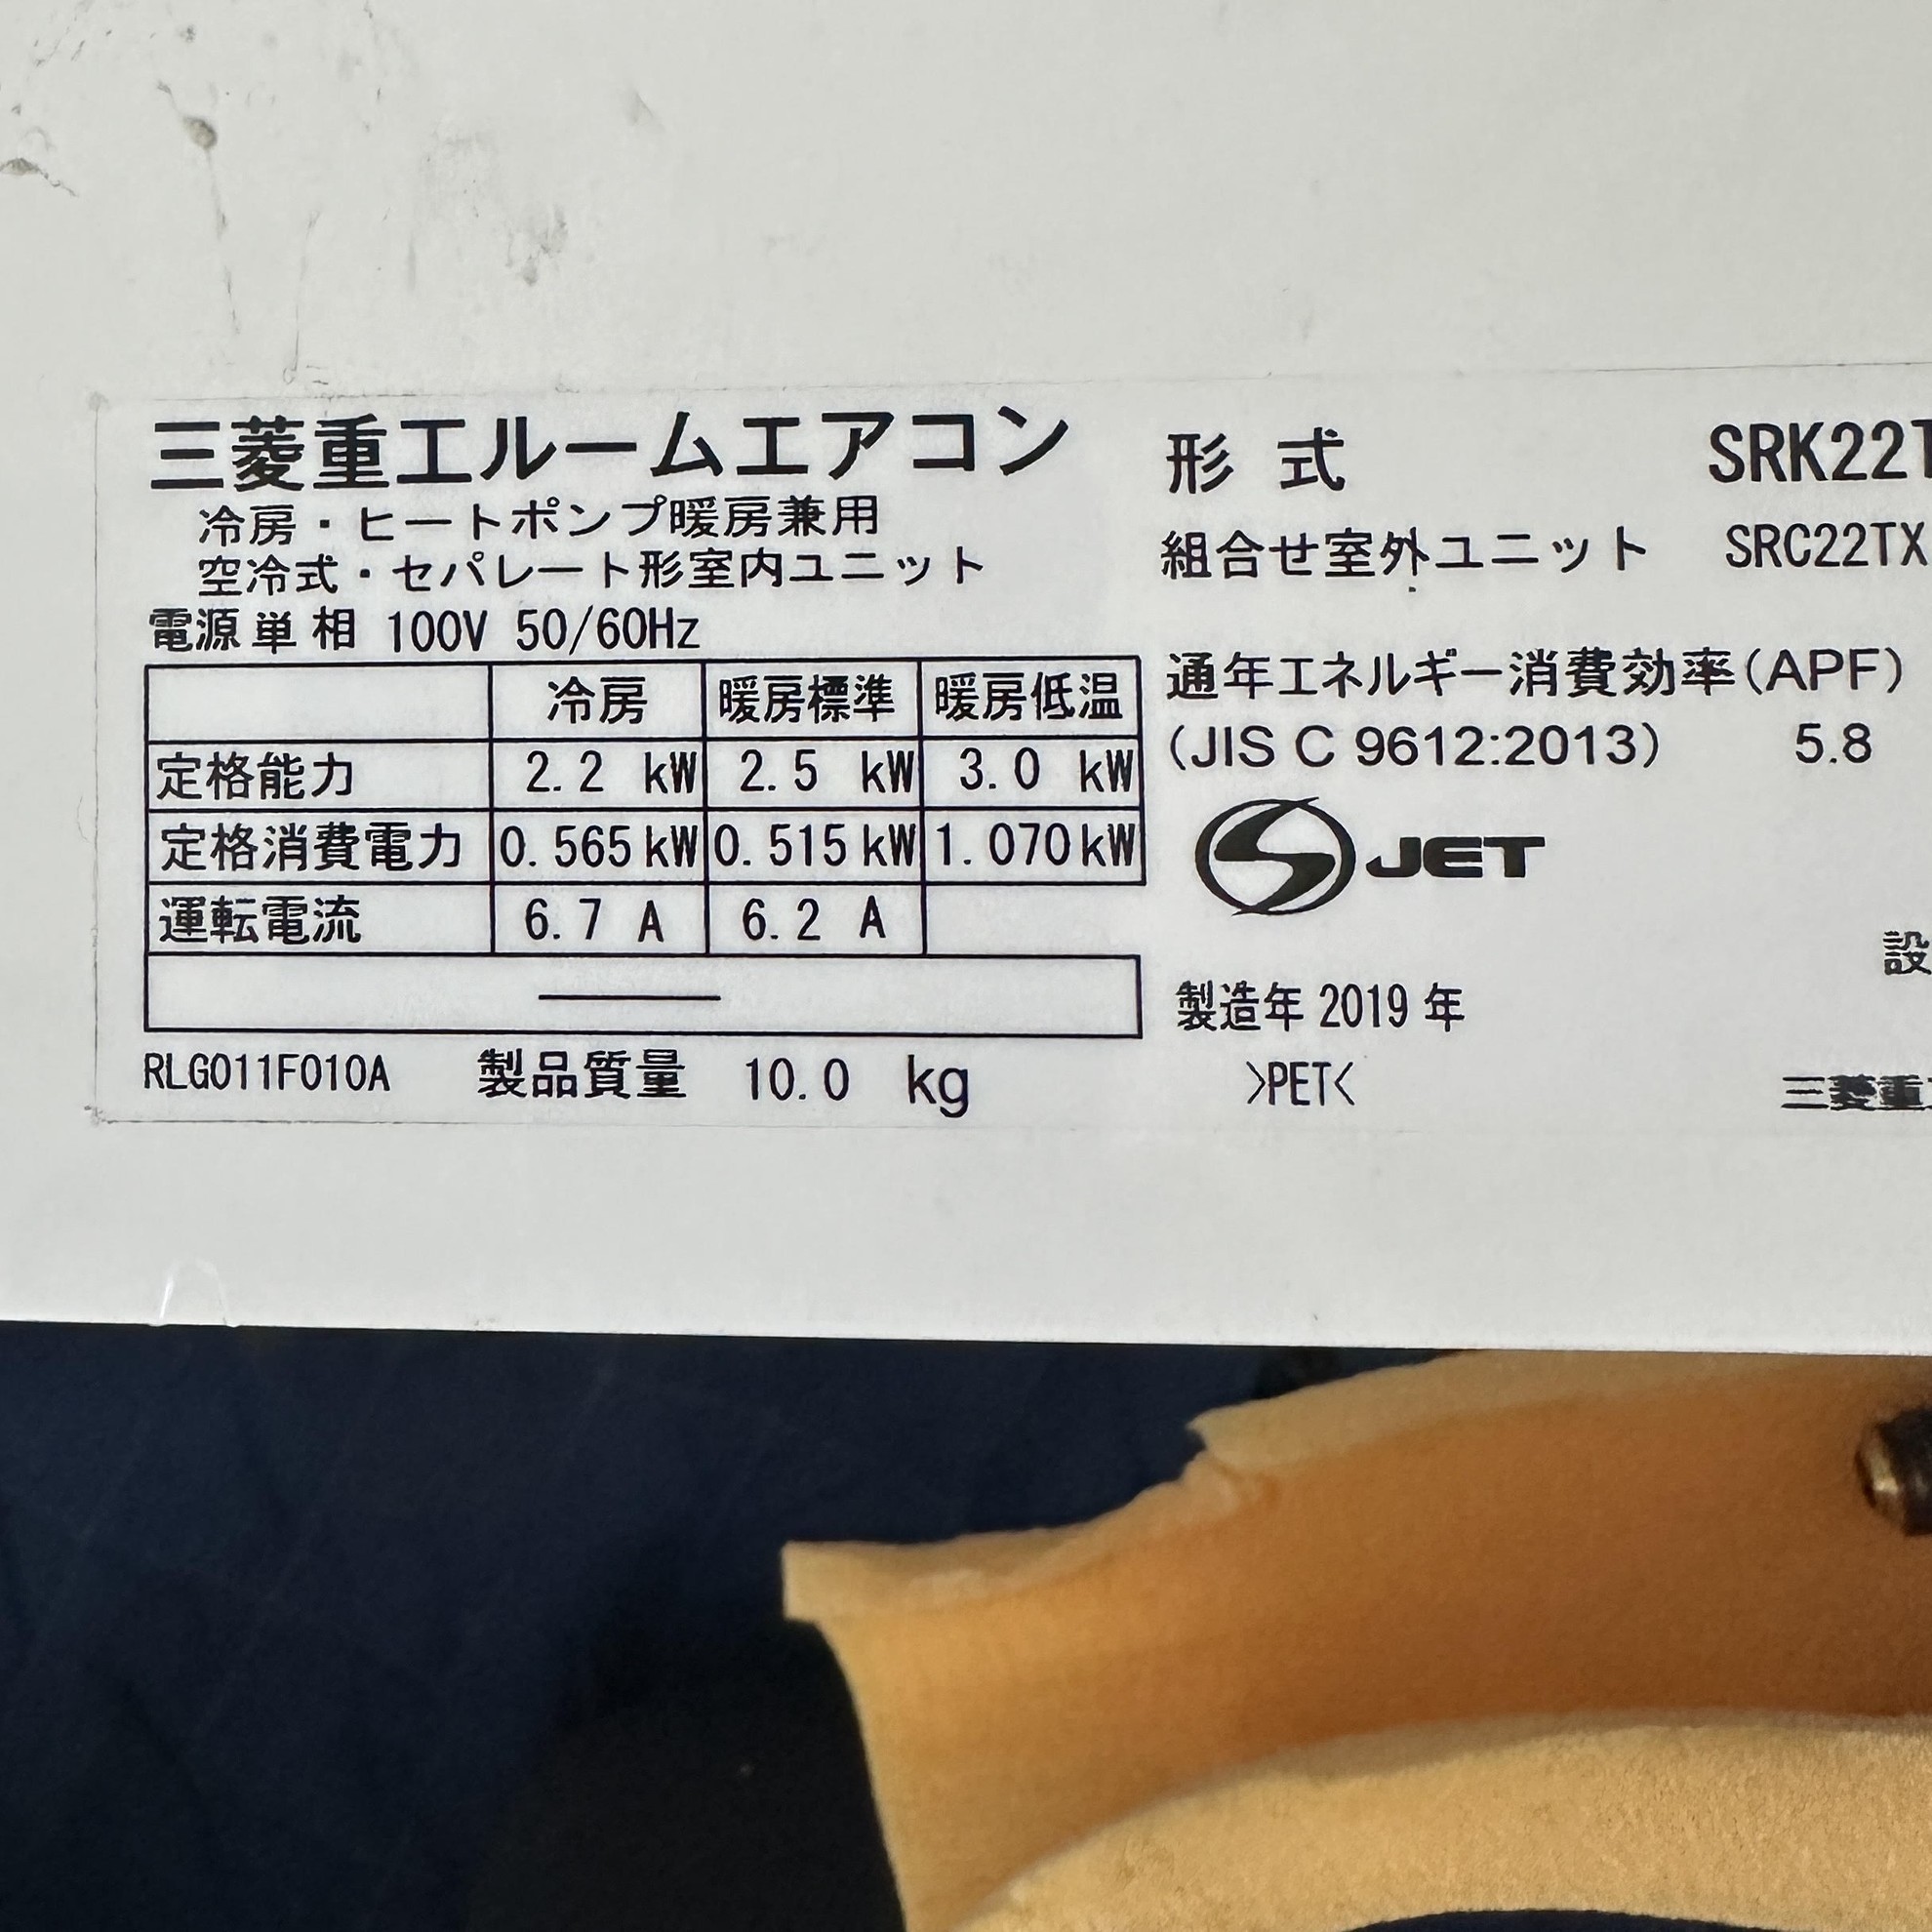 三菱重工ルームエアコン
冷房・ヒートポンプ暖房兼用
空冷式・セパレート形室内ユニット
電源 単 相 100V 50/60Hz
冷房 暖房標準 暖房低温
定格能力 2.2 kW 2.5 kW 3.0 kW
定格消費電力 0.565kW 0.515kW 1.070kW
運転電流 6.7 A 6.2 A
RLG011F010A 製品質量 10.0 kg
形 式 SRK22T
組合せ室外ユニット SRC22TX
通年エネルギー消費効率(APF)
(JIS C 9612:2013) 5.8
JET
設
製造年 2019 年
>PET<
三菱重